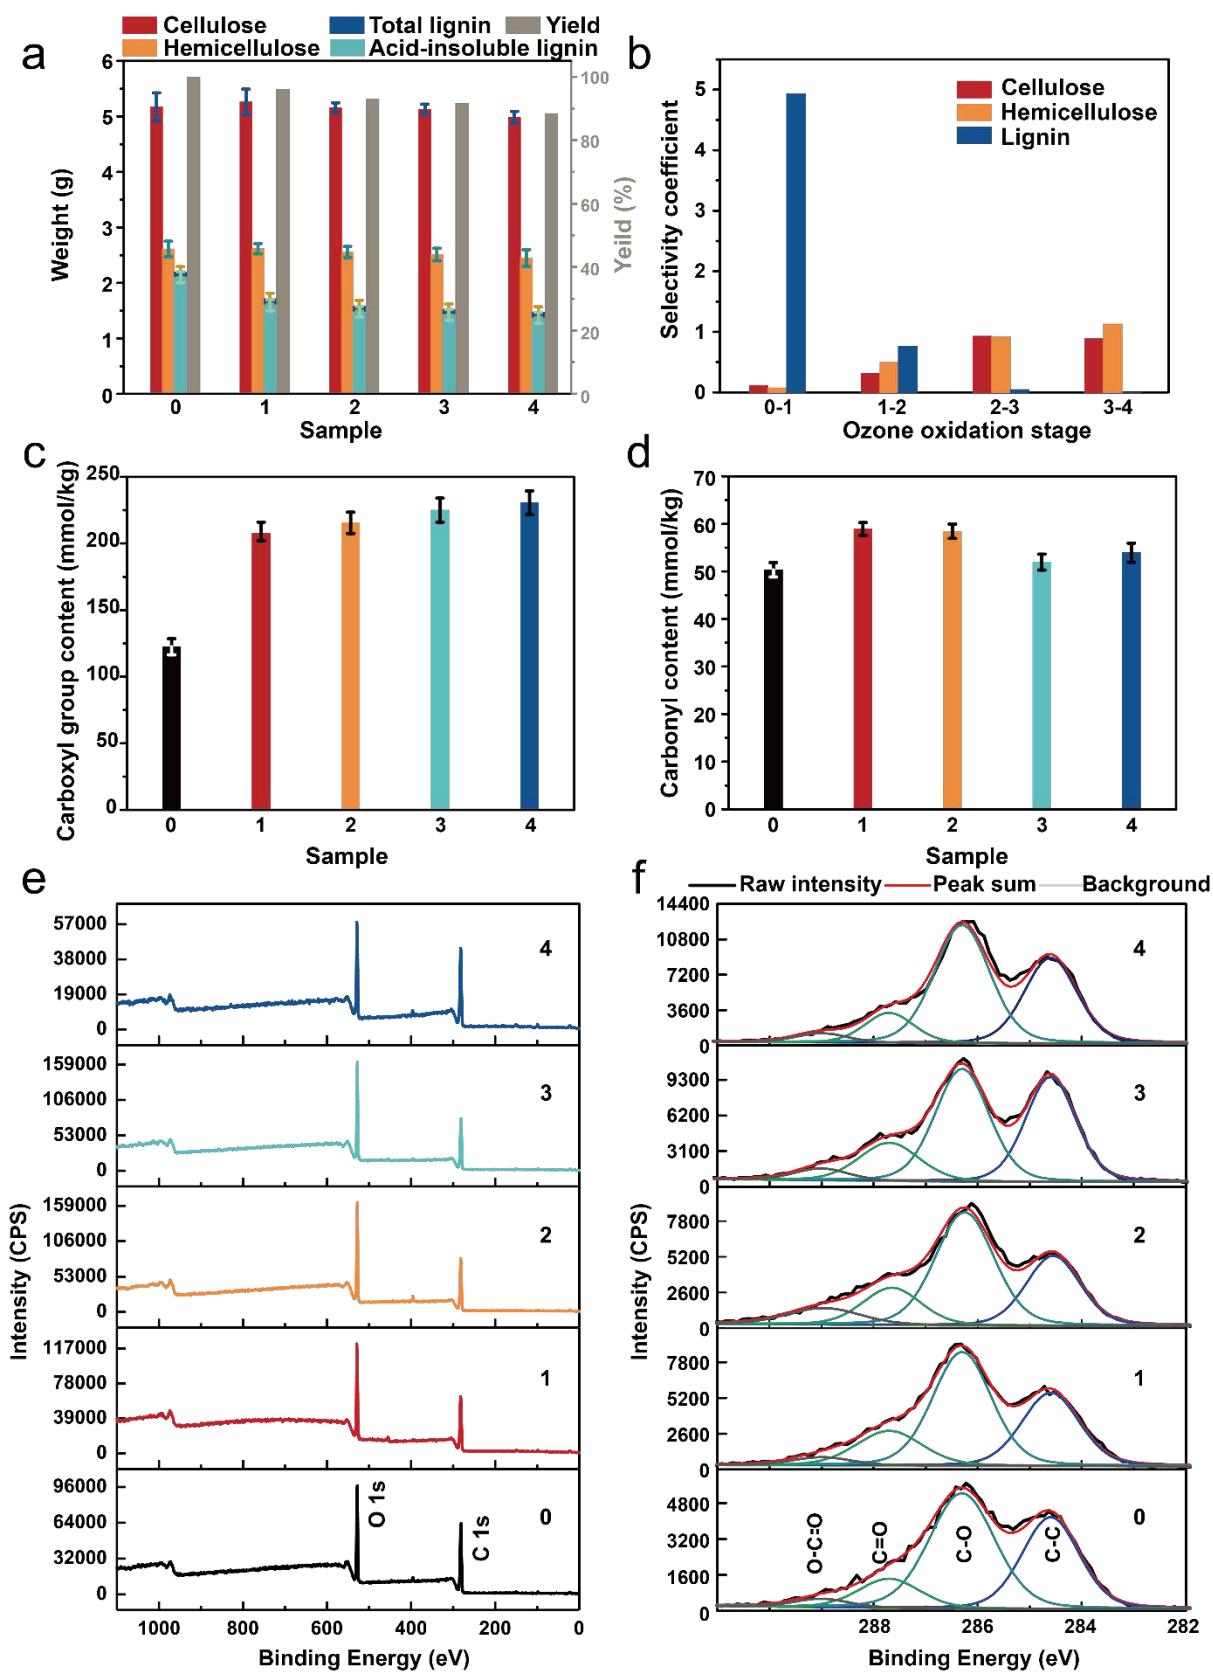 a
Cellulose Total lignin Yield
Hemicellulose Acid-insoluble lignin
6
5
4
3
2
1
0
Weight (g)
100
80
60
40
20
0
Yeild (%)
0 1 2 3 4
Sample
b
Cellulose
Hemicellulose
Lignin
5
5
3
2
1
0
Selectivity coefficient
0-1 1-2 2-3 3-4
Ozone oxidation stage
c
250
200
150
100
50
0
Carboxyl group content (mmol/kg)
0 1 2 3 4
Sample
d
70
60
50
40
30
20
10
0
Carbonyl content (mmol/kg)
0 1 2 3 4
Sample
e
57000
38000
19000
0
4
159000
106000
53000
0
3
159000
106000
53000
0
2
117000
78000
39000
0
1
96000
64000
32000
0
0
O 1s
C 1s
Intensity (CPS)
1000 800 600 400 200 0
Binding Energy (eV)
f
Raw intensity Peak sum Background
14400
10800
7200
3600
0
4
9300
6200
3100
0
3
7800
5200
2600
0
2
7800
5200
2600
0
1
4800
3200
1600
0
0
O-C=O
C=O
C-O
C-C
Intensity (CPS)
288 286 284 282
Binding Energy (eV)